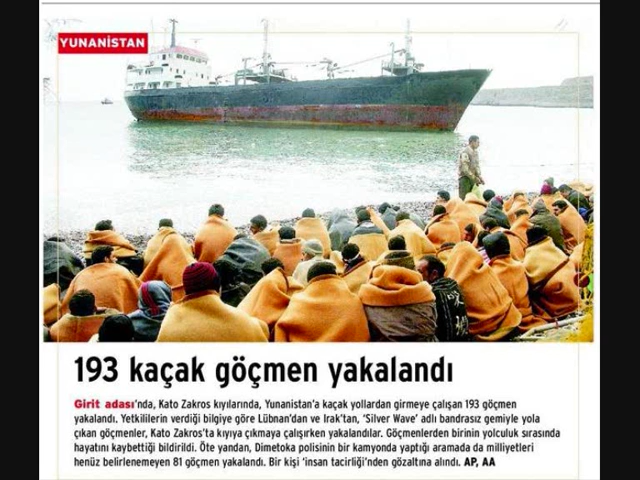 YUNANİSTAN
193 kaçak göçmen yakalandı
Girit adası'nda, Kato Zakros kıyılarında, Yunanistan'a kaçak yollardan girmeye çalışan 193 göçmen
yakalandı. Yetkililerin verdiği bilgiye göre Lübnan'dan ve Irak'tan, 'Silver Wave' adlı bandrasız gemiyle yola
çıkan göçmenler, Kato Zakros'ta kıyıya çıkmaya çalışırken yakalandılar. Göçmenlerden birinin yolculuk sırasında
hayatını kaybettiği bildirildi. Öte yandan, Dimetoka polisinin bir kamyonda yaptığı aramada da milliyetleri
henüz belirlenemeyen 81 göçmen yakalandı. Bir kişi 'insan tacirliği'nden gözaltına alındı. AP, AA